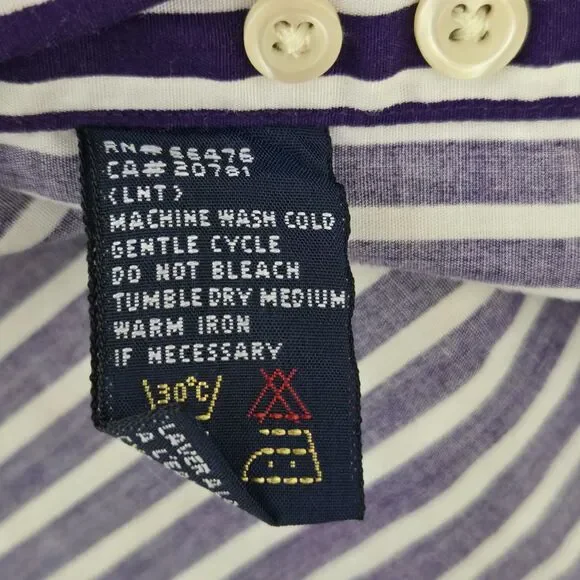 RN# 66476
CA# 20781
(LHT)
MACHINE WASH COLD
GENTLE CYCLE
DO NOT BLEACH
TUMBLE DRY MEDIUM
WARM IRON
IF NECESSARY
30°C